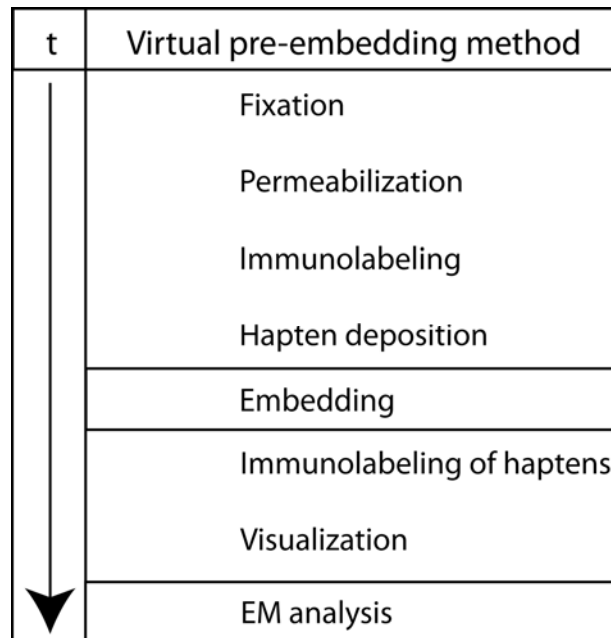 t
Virtual pre-embedding method
Fixation
Permeabilization
Immunolabeling
Hapten deposition
Embedding
Immunolabeling of haptens
Visualization
EM analysis